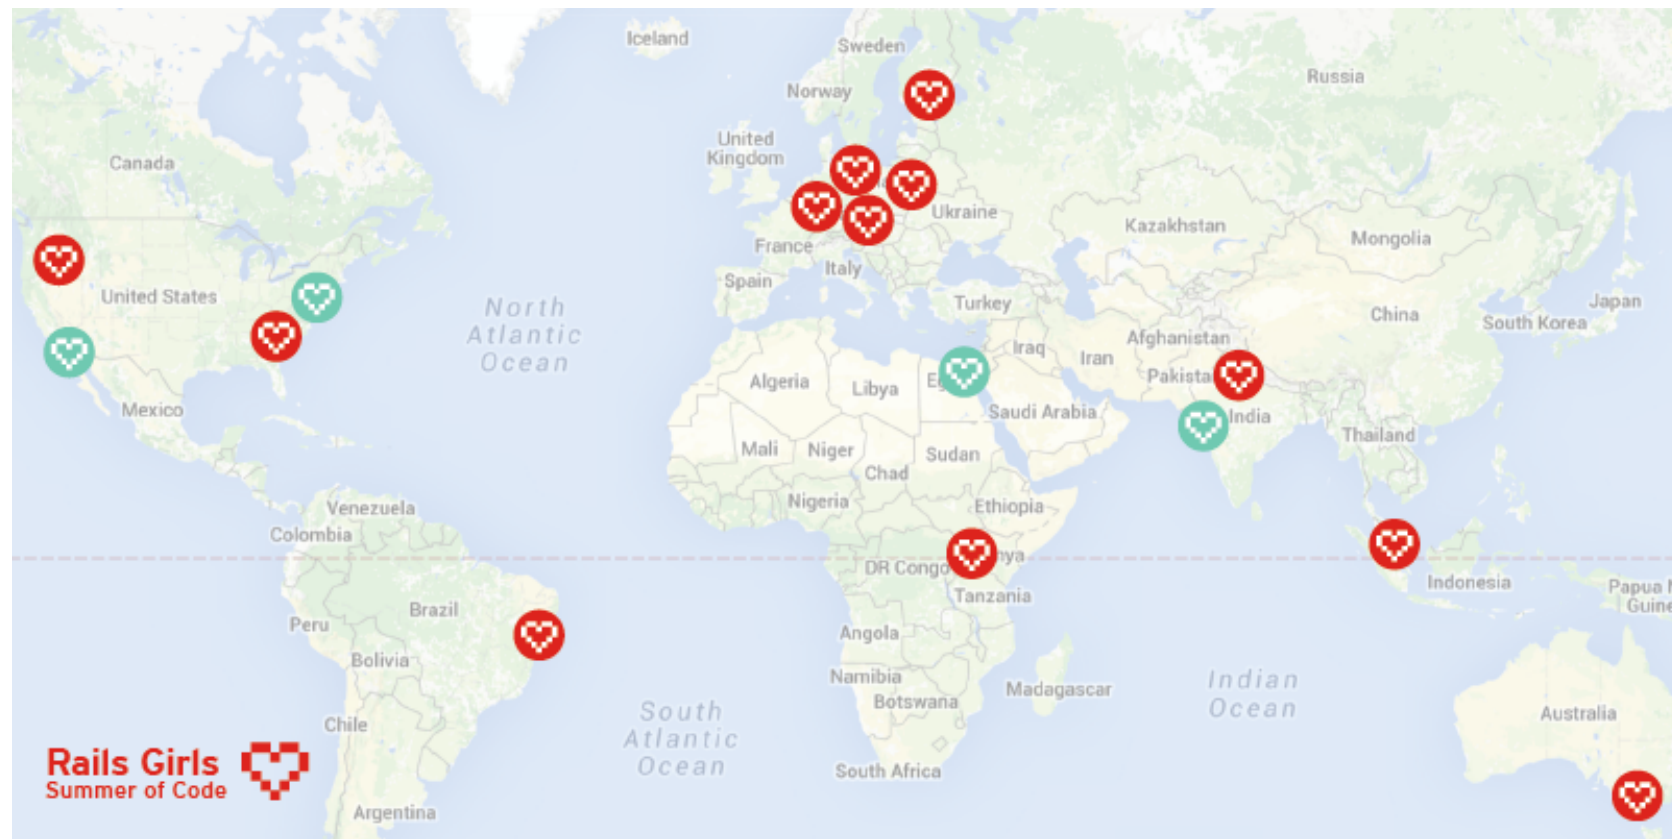 Iceland
Sweden
Norway
Russia
United
Kingdom
Canada
Ukraine
Kazakhstan
Mongolia
France
Italy
Spain
United States
North
Atlantic
Ocean
Turkey
Japan
China
South Korea
Afghanistan
Iraq
Iran
Algeria
Libya
Pakista
Mexico
Saudi Arabia
India
Thailand
Mali
Niger
Sudan
Chad
Venezuela
Nigeria
Ethiopia
Colombia
DR Congo
Indonesia
Papua
Guine
Tanzania
Brazil
Peru
Angola
Bolivia
Namibia
Botswana
Madagascar
Indian
Ocean
South
Atlantic
Ocean
Australia
Chile
South Africa
Rails Girls
Summer of Code
Argentina